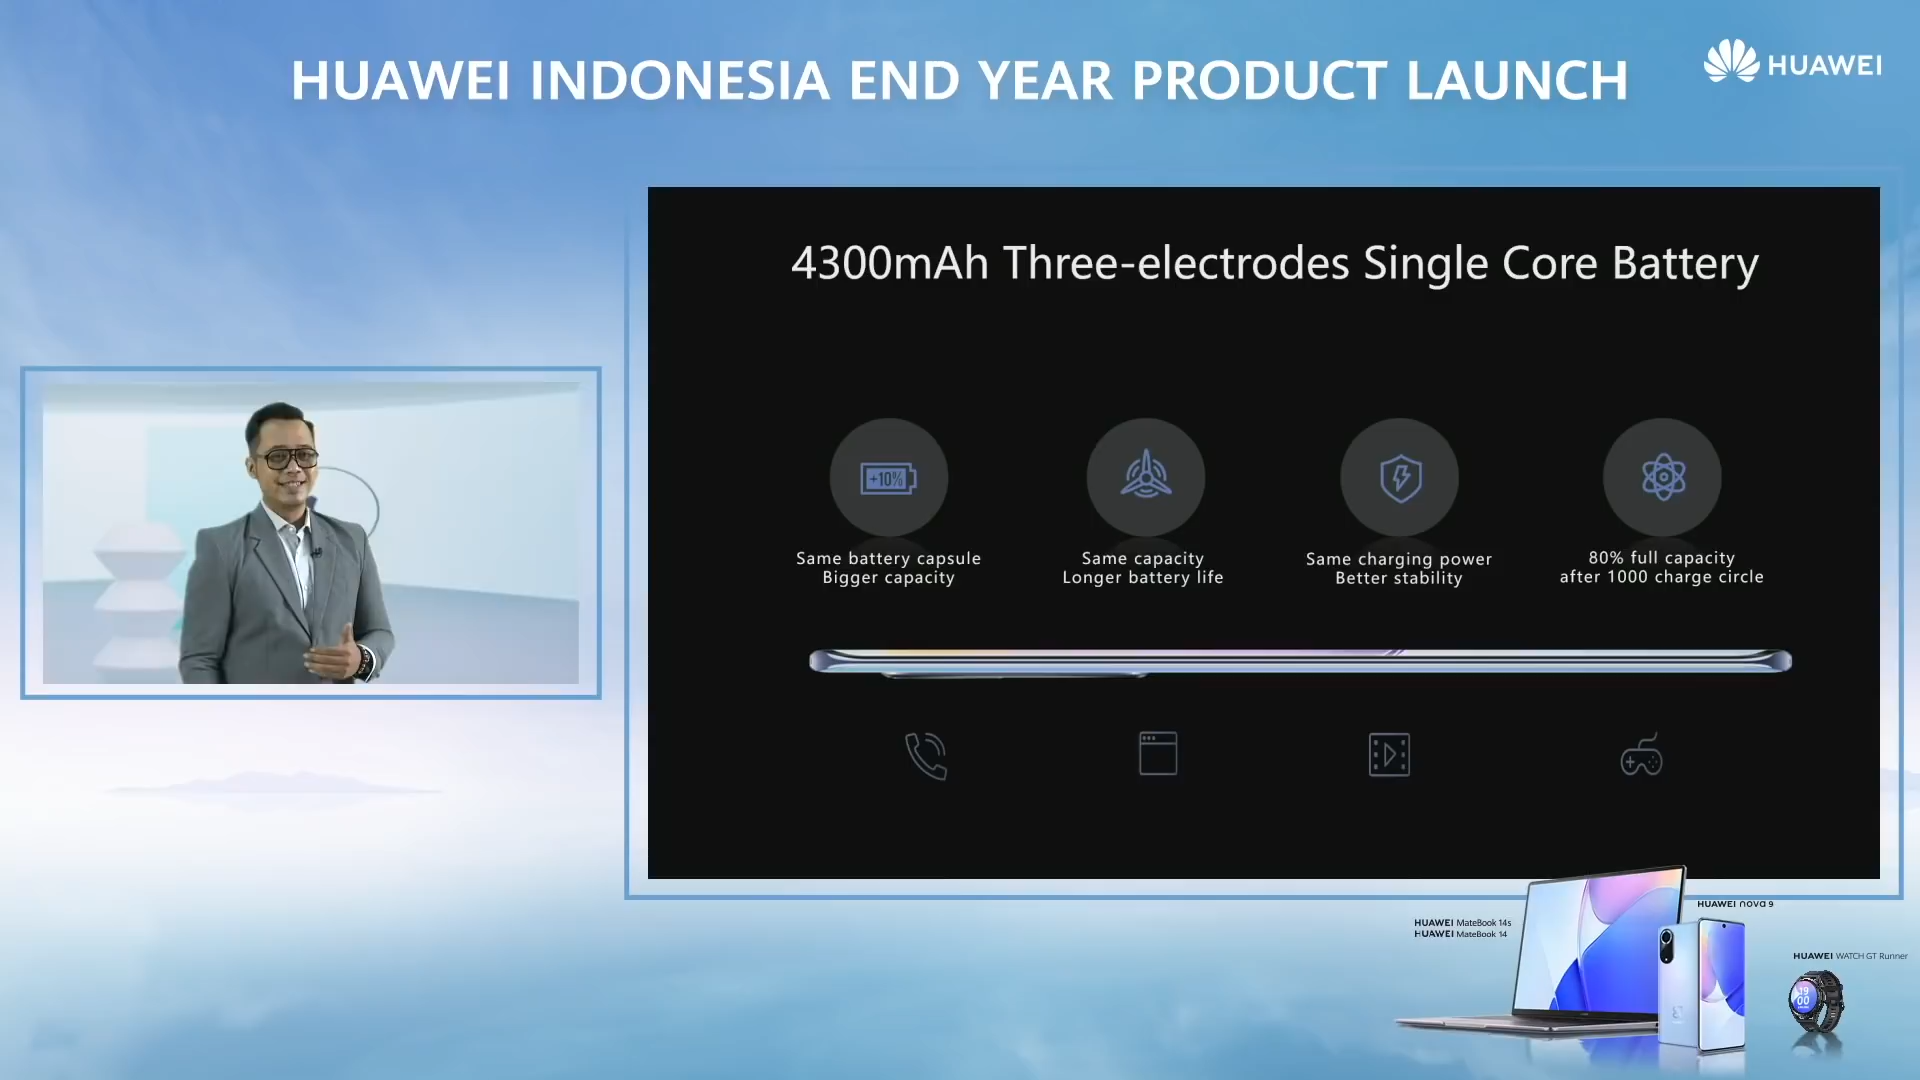 HUAWEI INDONESIA END YEAR PRODUCT LAUNCH
HUAWEI
4300mAh Three-electrodes Single Core Battery
+10%
Same battery capsule
Bigger capacity
Same capacity
Longer battery life
Same charging power
Better stability
80% full capacity
after 1000 charge circle
HUAWEI nova 9
HUAWEI MateBook 14s
HUAWEI MateBook 14
HUAWEI WATCH GT Runner
19
00